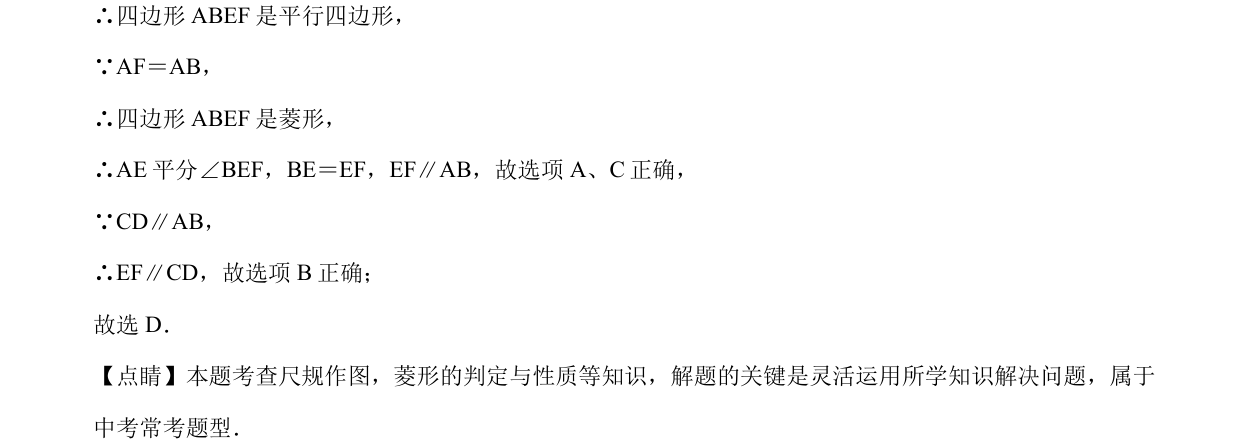 ∴四边形 ABEF 是平行四边形，
∵AF＝AB，
∴四边形 ABEF 是菱形，
∴AE 平分∠BEF，BE＝EF，EF∥AB，故选项 A、C 正确，
∵CD∥AB，
∴EF∥CD，故选项 B 正确；
故选 D．
【点睛】本题考查尺规作图，菱形的判定与性质等知识，解题的关键是灵活运用所学知识解决问题，属于
中考常考题型．